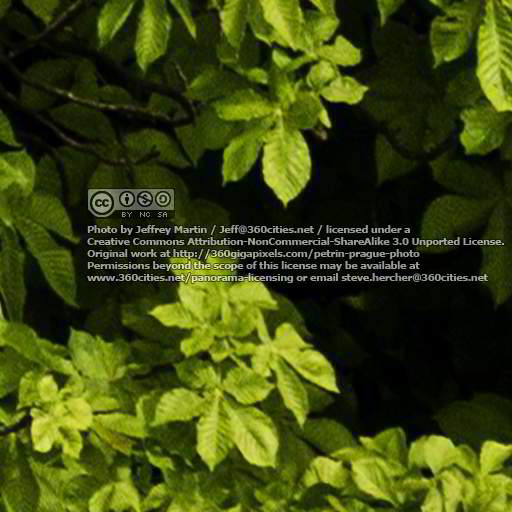 cc BY NC SA
Photo by Jeffrey Martin / Jeff@360cities.net / licensed under a
Creative Commons Attribution-NonCommercial-ShareAlike 3.0 Unported License.
Original work at http://360gigapixels.com/petrin-prague-photo
Permissions beyond the scope of this license may be available at
www.360cities.net/panorama-licensing or email steve.hercher@360cities.net